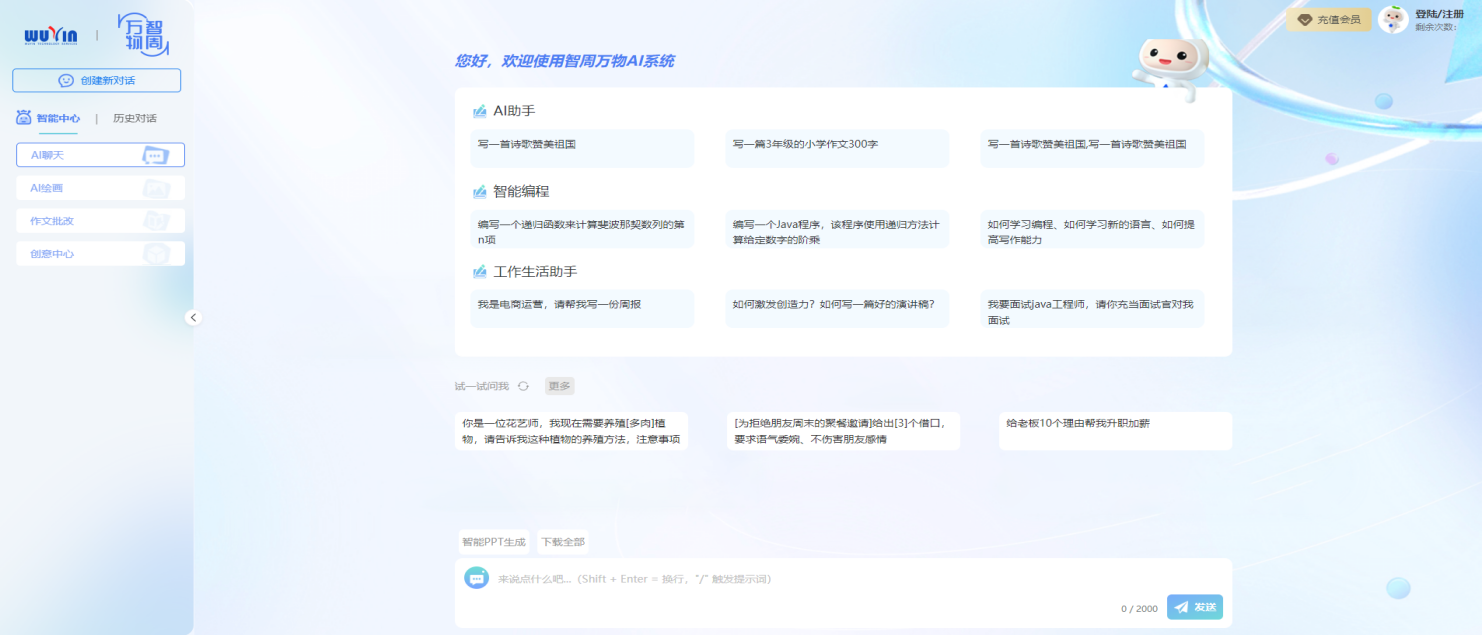 WUYIN
智周
万物
创建新对话
智能中心 | 历史对话
AI聊天
AI绘画
作文批改
创意中心
充值会员
登陆/注册
剩余次数:
您好，欢迎使用智周万物AI系统
AI助手
写一首诗歌赞美祖国
写一篇3年级的小学作文300字
写一首诗歌赞美祖国,写一首诗歌赞美祖国
智能编程
编写一个递归函数来计算斐波那契数列的第
n项
编写一个Java程序，该程序使用递归方法计
算给定数字的阶乘
如何学习编程、如何学习新的语言、如何提
高写作能力
工作生活助手
我是电商运营，请帮我写一份周报
如何激发创造力？如何写一篇好的演讲稿？
我要面试java工程师，请你充当面试官对我
面试
试一试问我
更多
你是一位花艺师，我现在需要养殖[多肉]植
物，请告诉我这种植物的养殖方法，注意事项
[为拒绝朋友周末的聚餐邀请]给出[3]个借口，
要求语气委婉、不伤害朋友感情
给老板10个理由帮我升职加薪
智能PPT生成
下载全部
来说点什么吧...（Shift + Enter = 换行，"/" 触发提示词）
0 / 2000
发送